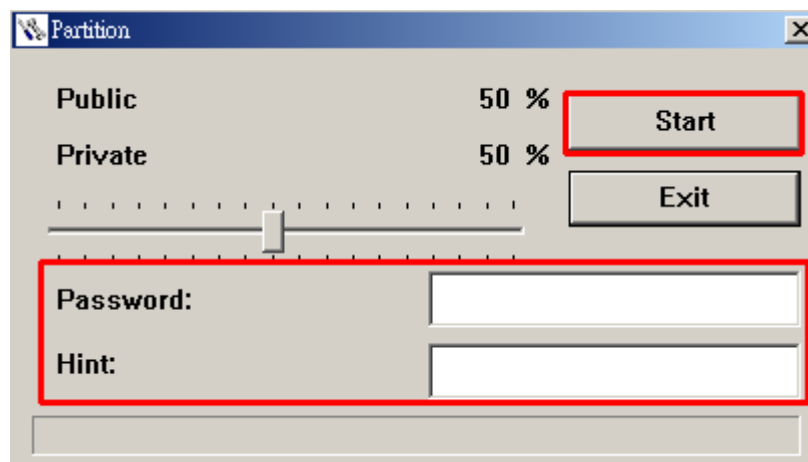 Partition
Public 50 %
Start
Private 50 %
Exit
Password:
Hint: